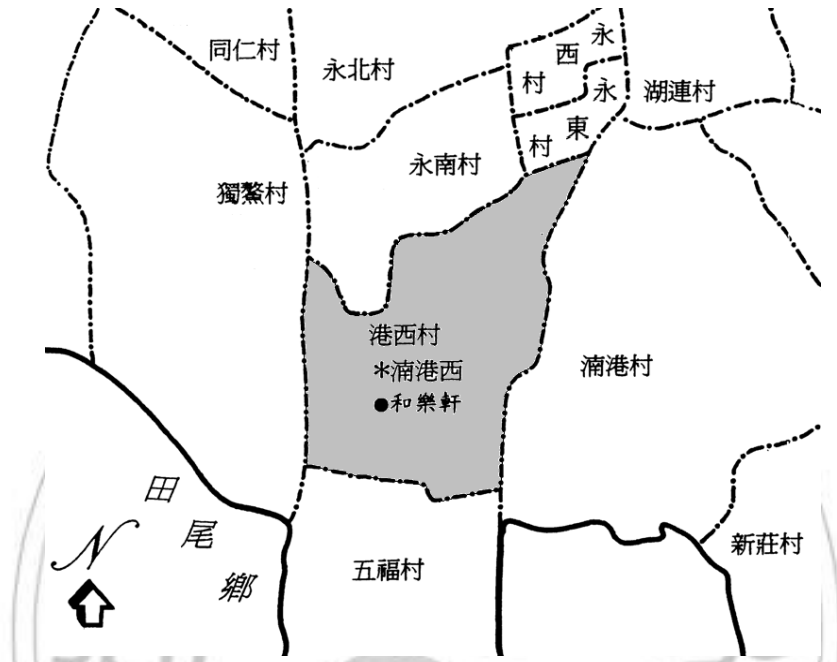 同仁村
永北村
永西村
永東村
湖連村
永南村
獨鰲村
港西村
*湳港西
●和樂軒
湳港村
田尾鄉
五福村
新莊村
N